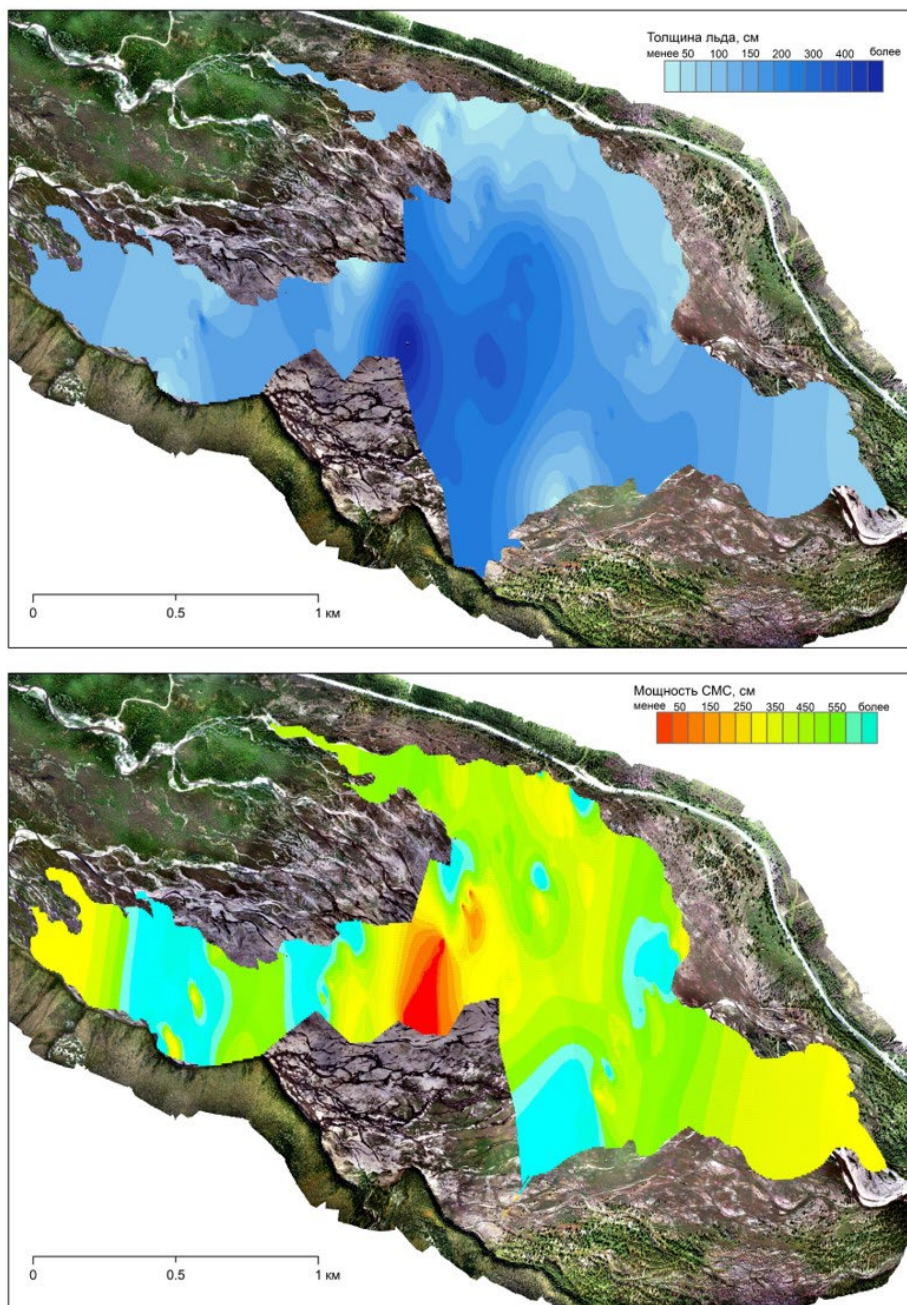 Толщина льда, см
менее 50 100 150 200 300 400 более
0 0.5 1 км
Мощность СМС, см
менее 50 150 250 350 450 550 более
0 0.5 1 км